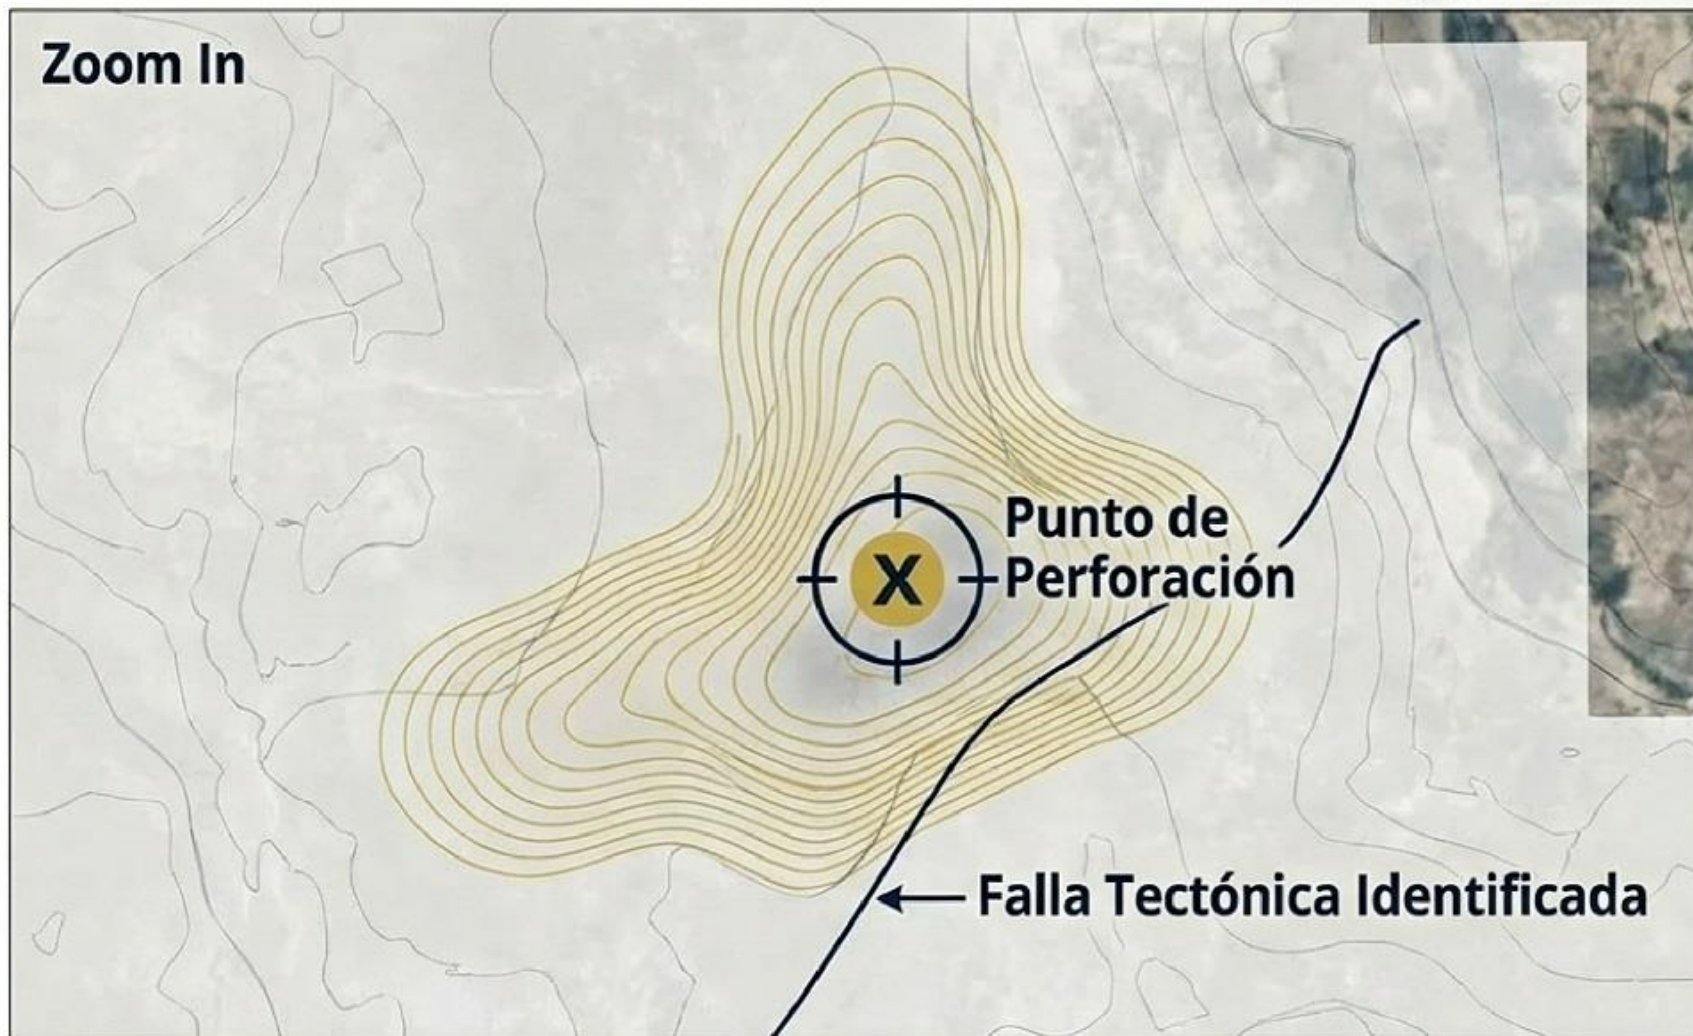 Zoom In
Punto de
X
Perforación
Falla Tectónica Identificada